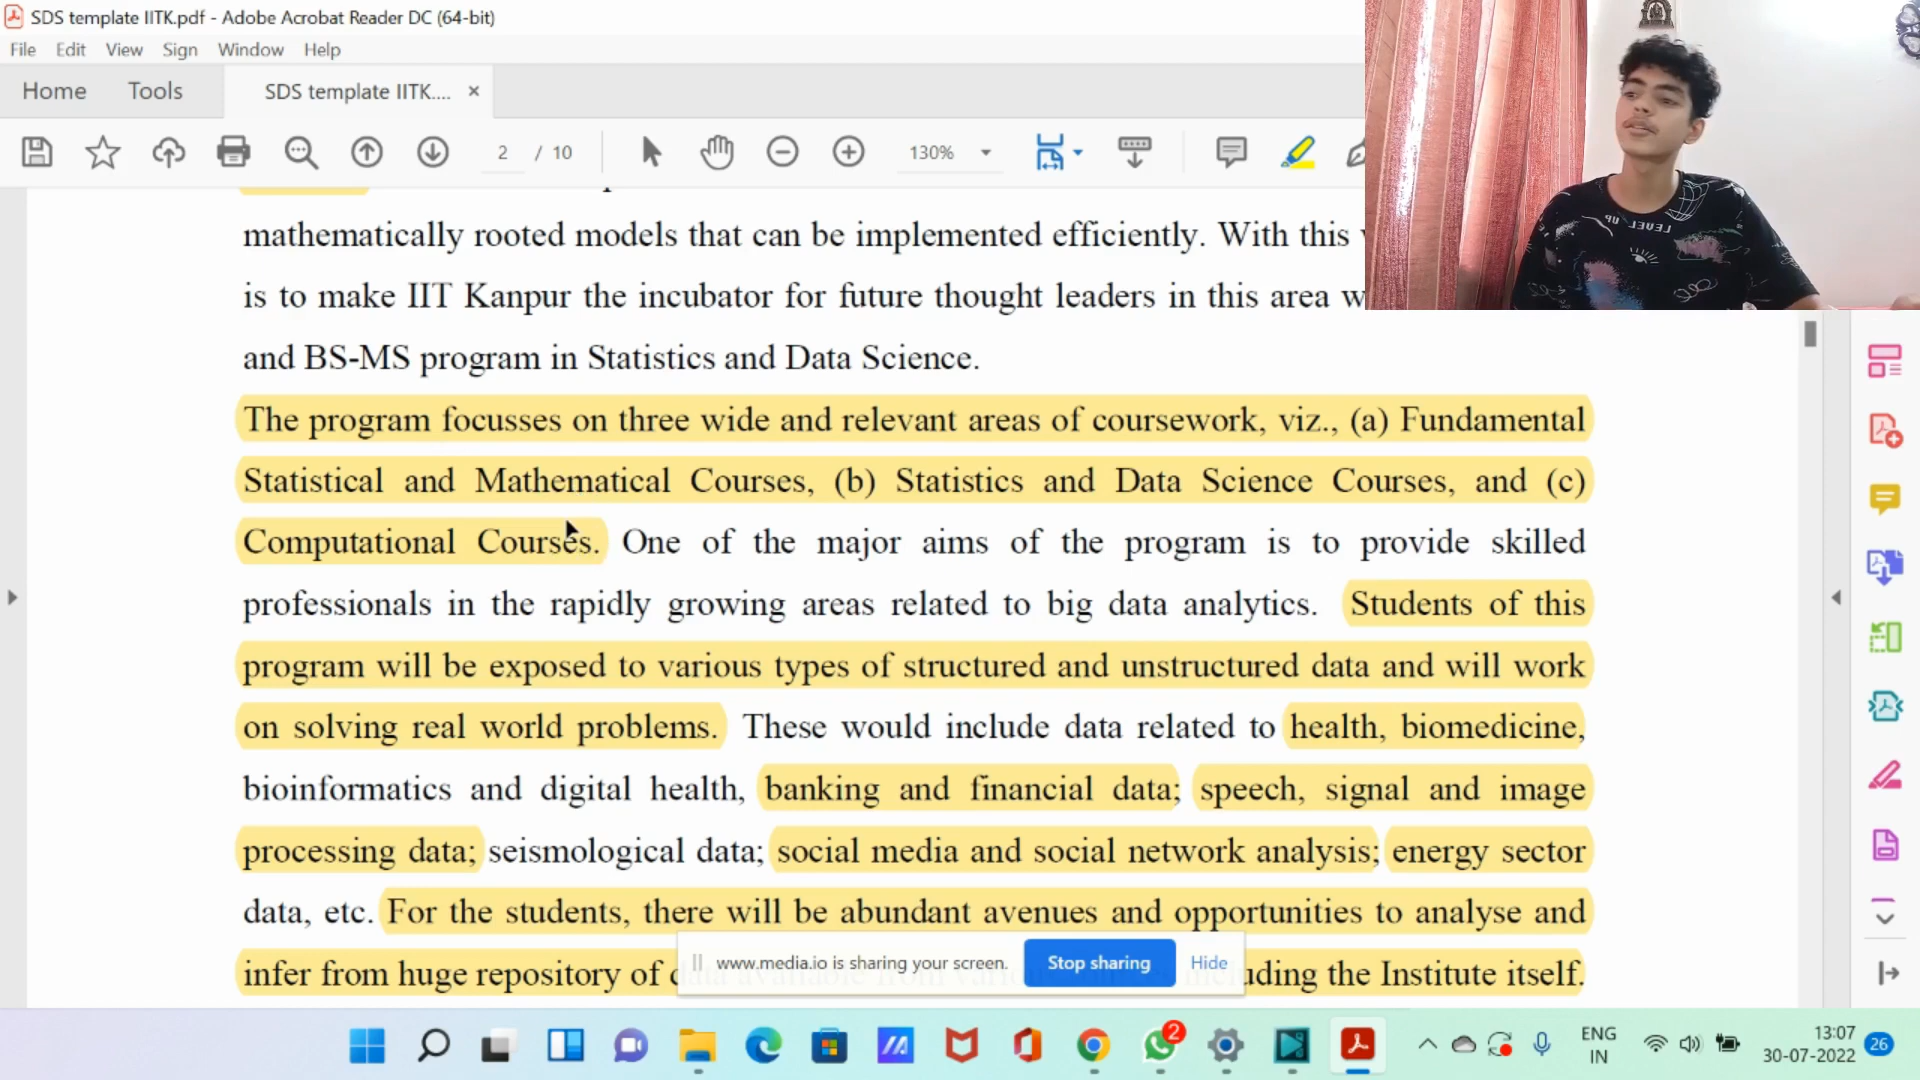 SDS template IITK.pdf - Adobe Acrobat Reader DC (64-bit)
File Edit View Sign Window Help
Home Tools SDS template IITK.... ×
2 / 10 130%
mathematically rooted models that can be implemented efficiently. With this
is to make IIT Kanpur the incubator for future thought leaders in this area
and BS-MS program in Statistics and Data Science.
The program focusses on three wide and relevant areas of coursework, viz., (a) Fundamental
Statistical and Mathematical Courses, (b) Statistics and Data Science Courses, and (c)
Computational Courses. One of the major aims of the program is to provide skilled
professionals in the rapidly growing areas related to big data analytics. Students of this
program will be exposed to various types of structured and unstructured data and will work
on solving real world problems. These would include data related to health, biomedicine,
bioinformatics and digital health, banking and financial data; speech, signal and image
processing data; seismological data; social media and social network analysis; energy sector
data, etc. For the students, there will be abundant avenues and opportunities to analyse and
infer from huge repository of the Institute itself.
www.media.io is sharing your screen. Stop sharing Hide
LEVEL UP
2
ENG
IN
13:07
30-07-2022
26